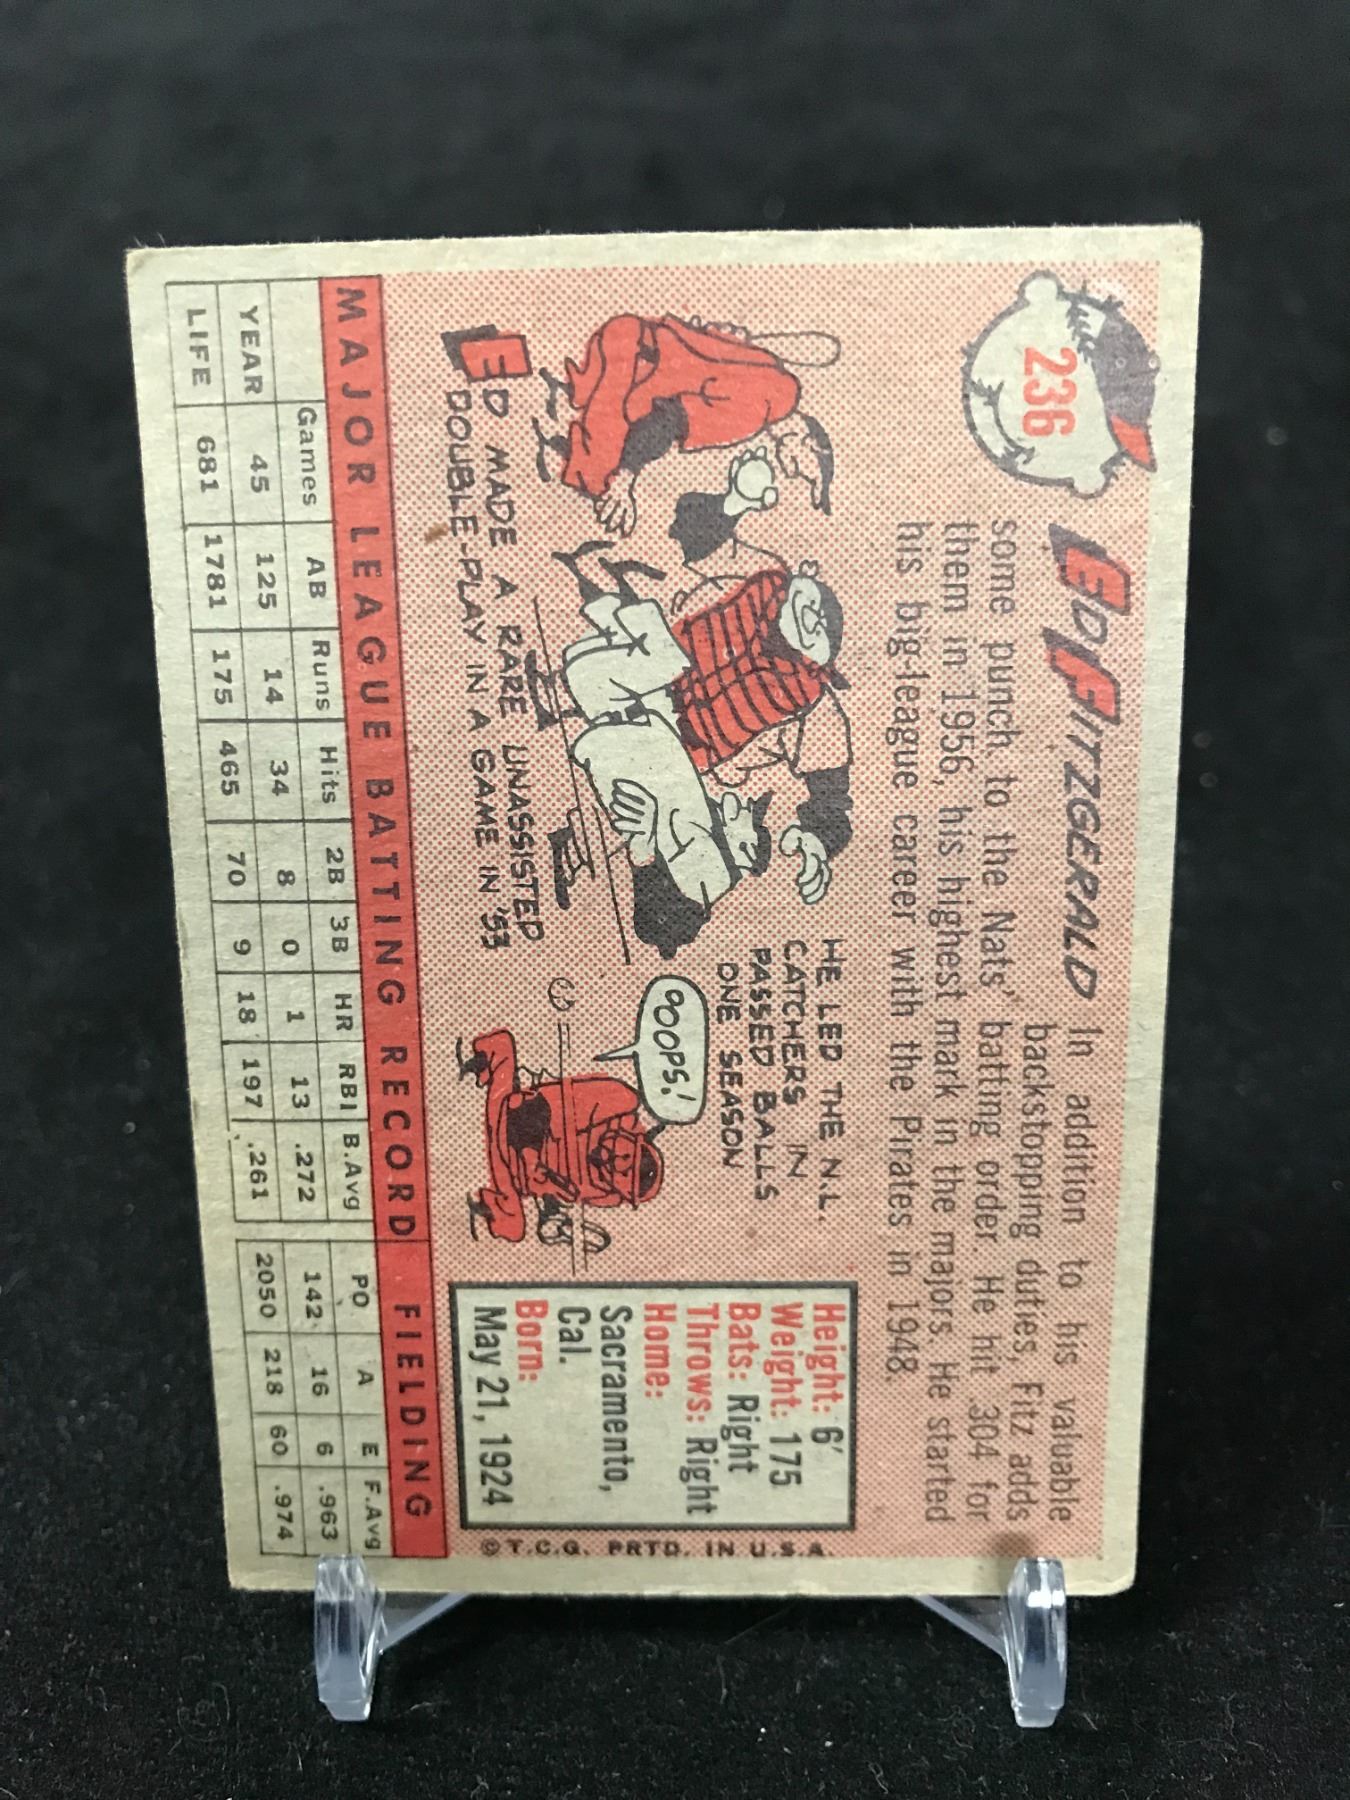 236
ED FITZGERALD In addition to his valuable
backstopping duties, Fitz adds
some punch to the Nats' batting order. He hit .304 for
them in 1956, his highest mark in the majors. He started
his big-league career with the Pirates in 1948.
ED MADE A RARE UNASSISTED
DOUBLE-PLAY IN A GAME IN '53
HE LED THE N.L.
CATCHERS IN
PASSED BALLS
ONE SEASON
OOOPS!
Height: 6'
Weight: 175
Bats: Right
Throws: Right
Home:
Sacramento,
Cal.
Born:
May 21, 1924
© T.C.G. PRTD. IN U.S.A.
MAJOR LEAGUE BATTING RECORD FIELDING
Games AB Runs Hits 2B 3B HR RBI B.Avg PO A E F.Avg
YEAR 45 125 14 34 8 0 1 13 .272 142 16 6 .963
LIFE 681 1781 175 465 70 9 18 197 .261 2050 218 60 .974